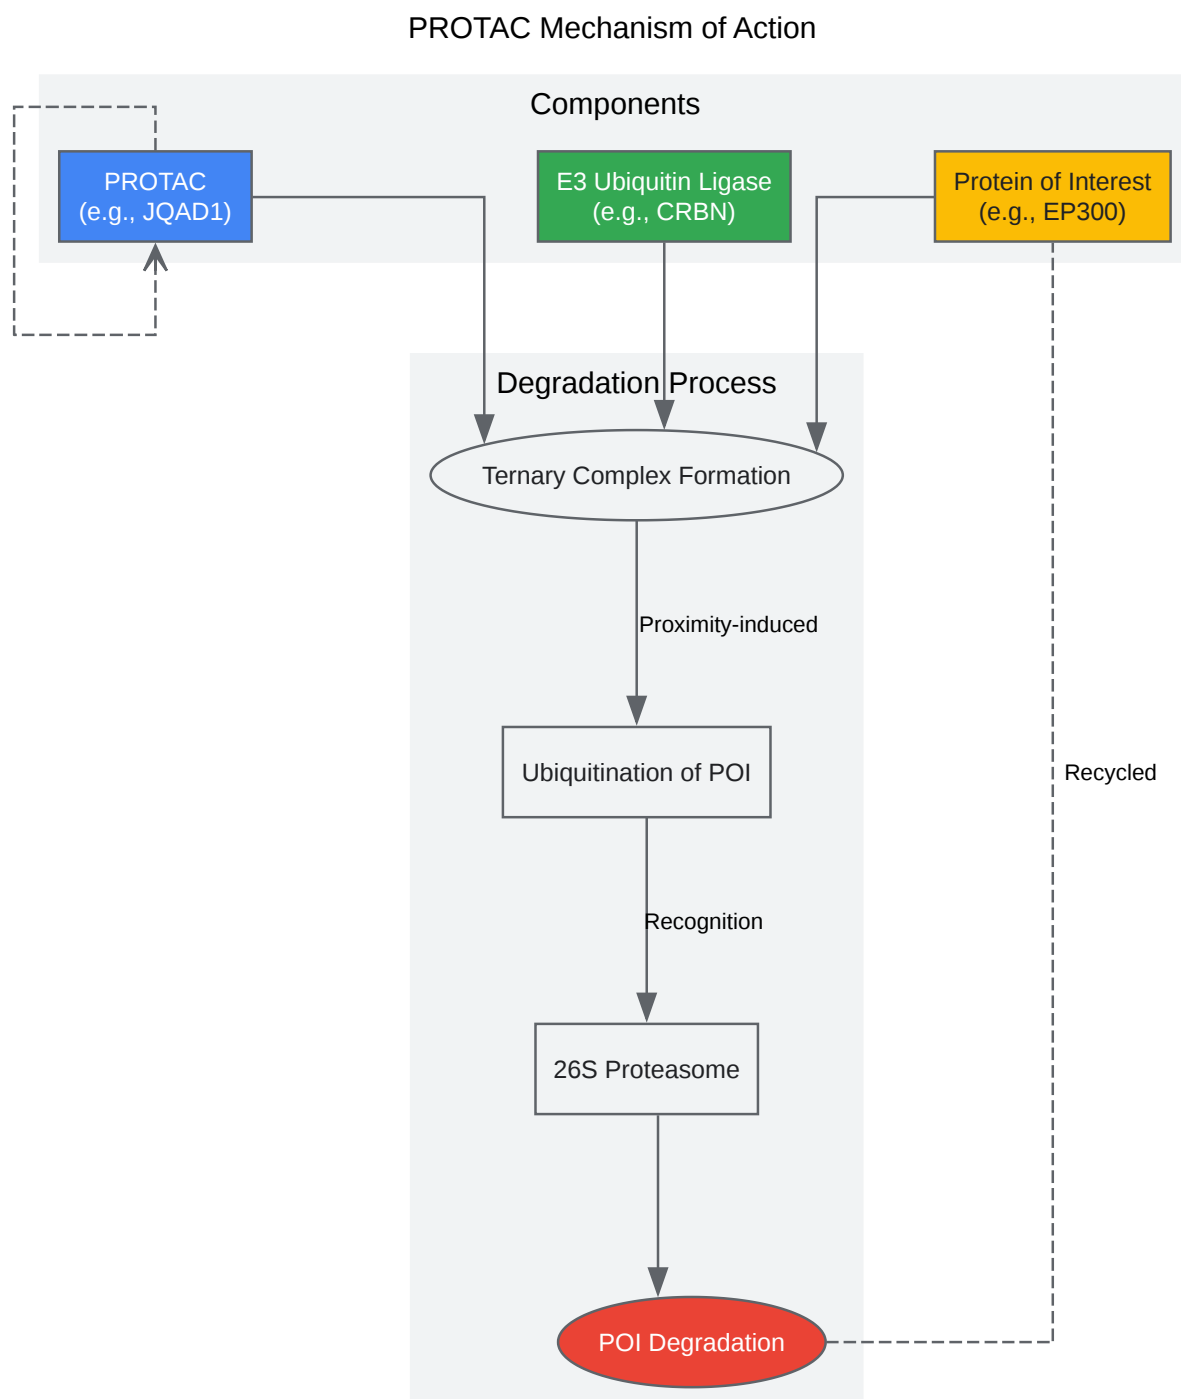 PROTAC Mechanism of Action
Components
PROTAC
(e.g., JQAD1)
E3 Ubiquitin Ligase
(e.g., CRBN)
Protein of Interest
(e.g., EP300)
Degradation Process
Ternary Complex Formation
Proximity-induced
Ubiquitination of POI
Recycled
Recognition
26S Proteasome
POI Degradation